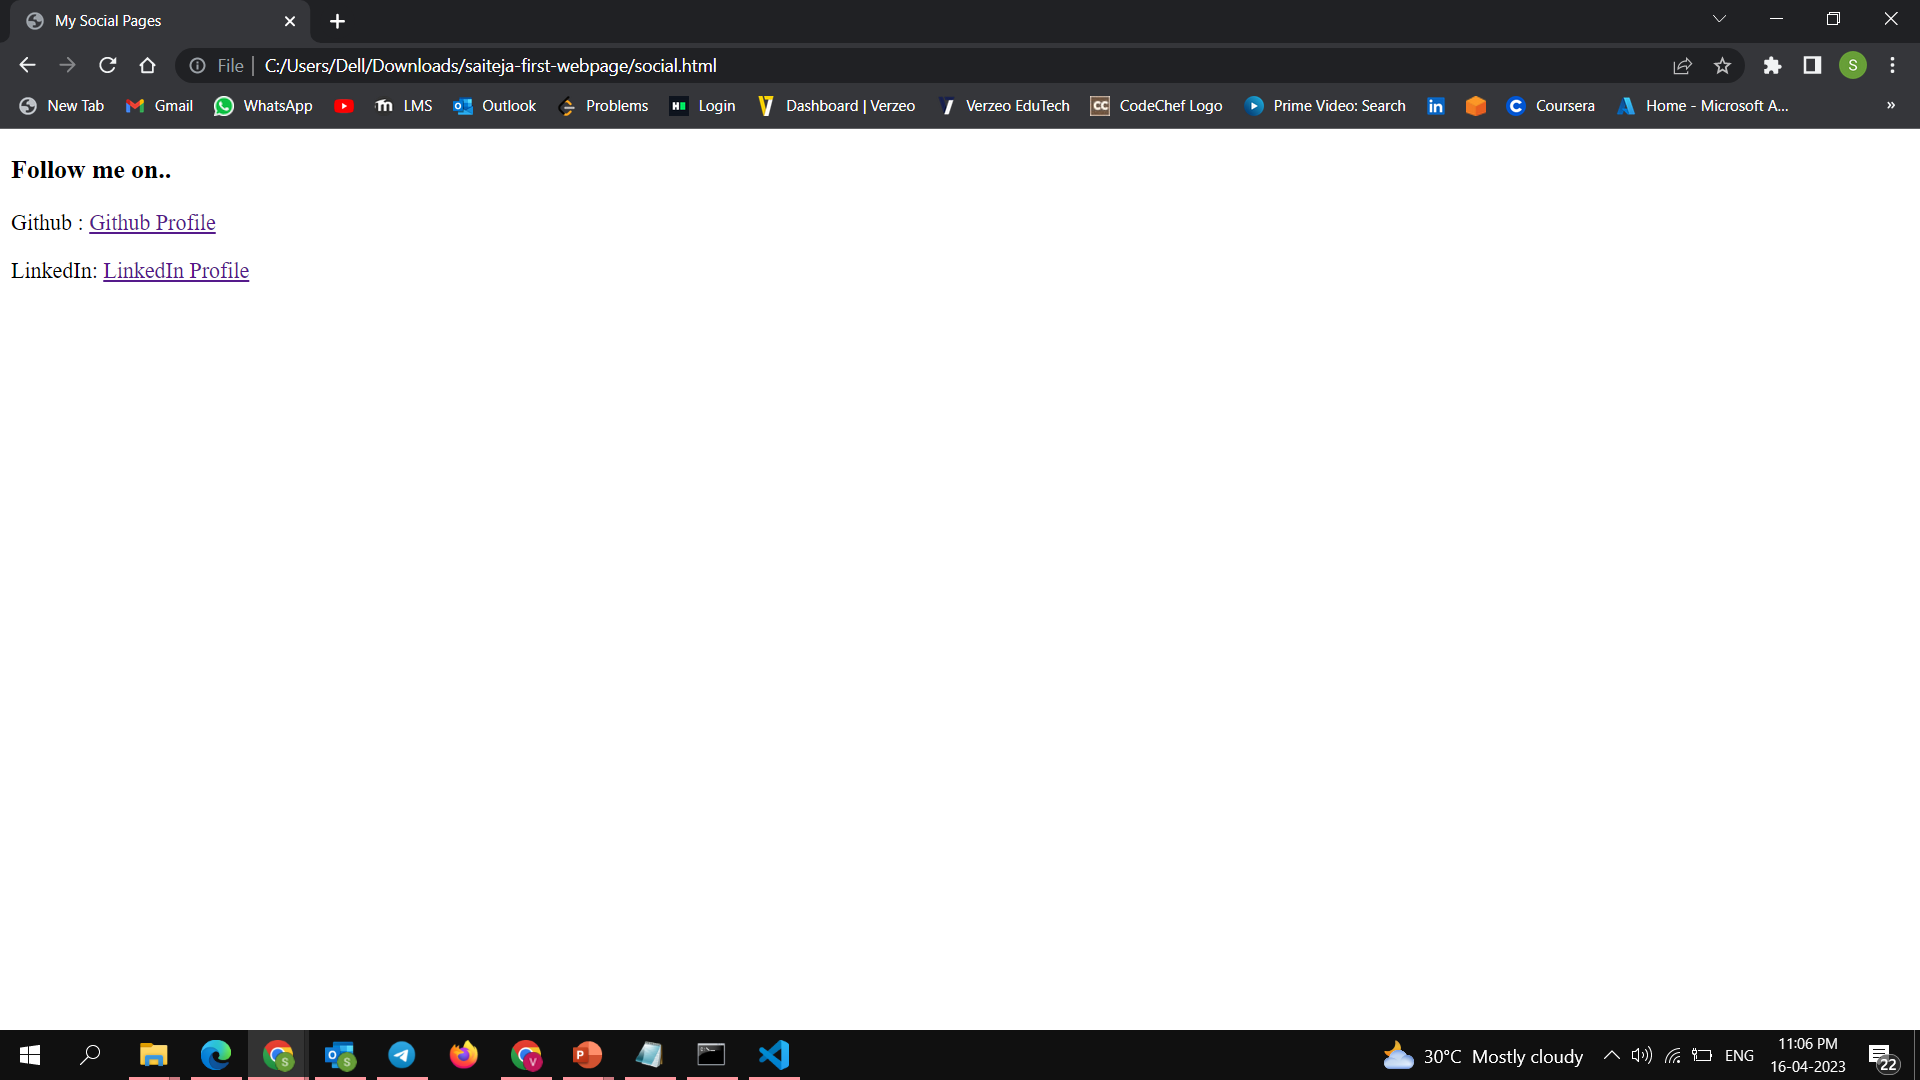 My Social Pages
File | C:/Users/Dell/Downloads/saiteja-first-webpage/social.html
S
New Tab Gmail WhatsApp LMS Outlook Problems Login Dashboard | Verzeo Verzeo EduTech CodeChef Logo Prime Video: Search Coursera Home - Microsoft A... »
Follow me on..
Github : Github Profile
LinkedIn: LinkedIn Profile
30°C Mostly cloudy ENG
11:06 PM
16-04-2023
22